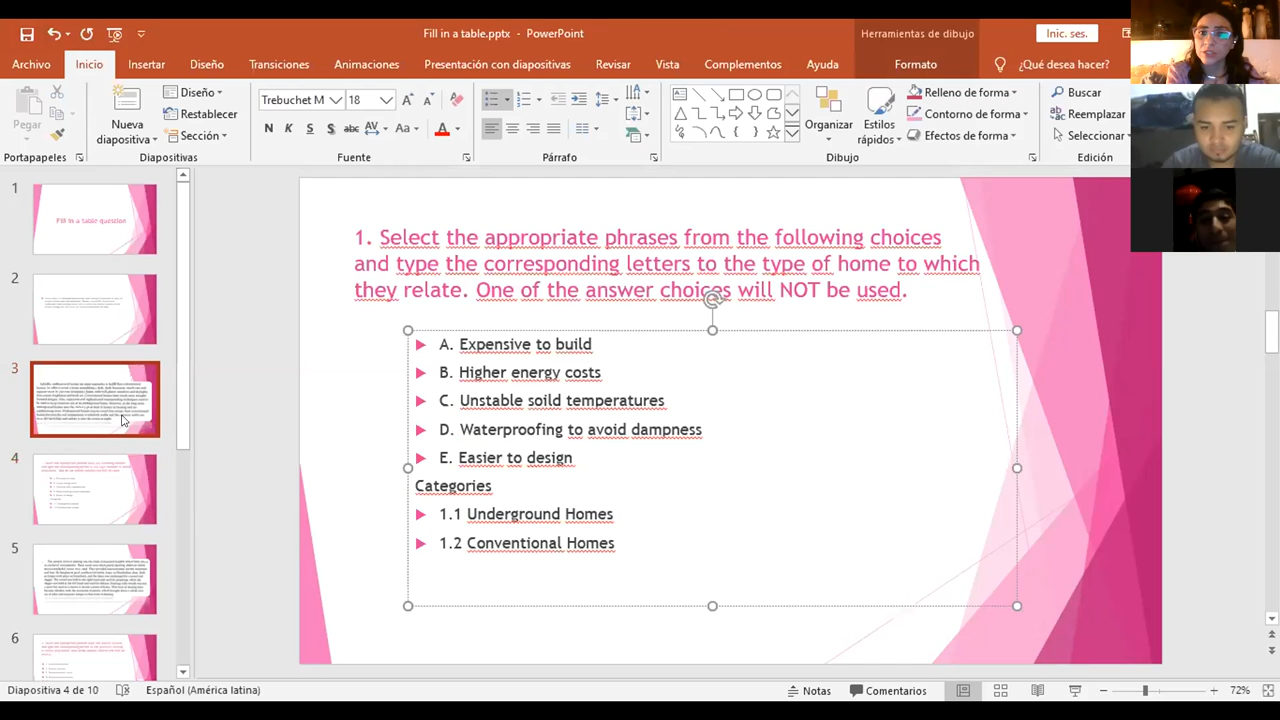 Fill in a table.pptx - PowerPoint
Herramientas de dibujo
Inic. ses.
Archivo
Inicio
Insertar
Diseño
Transiciones
Animaciones
Presentación con diapositivas
Revisar
Vista
Complementos
Ayuda
Formato
¿Qué desea hacer?
Pegar
Nueva
diapositiva
Diseño
Restablecer
Sección
Trebuchet M
18
N
K
S
abc
AV
Aa
A
Organizar
Estilos
rápidos
Relleno de forma
Contorno de forma
Efectos de forma
Buscar
Reemplazar
Seleccionar
Portapapeles
Diapositivas
Fuente
Párrafo
Dibujo
Edición
1
Fill in a table question
2
3
4
5
6
1. Select the appropriate phrases from the following choices
and type the corresponding letters to the type of home to which
they relate. One of the answer choices will NOT be used.
A. Expensive to build
B. Higher energy costs
C. Unstable soild temperatures
D. Waterproofing to avoid dampness
E. Easier to design
Categories
1.1 Underground Homes
1.2 Conventional Homes
Diapositiva 4 de 10
Español (América latina)
Notas
Comentarios
72%